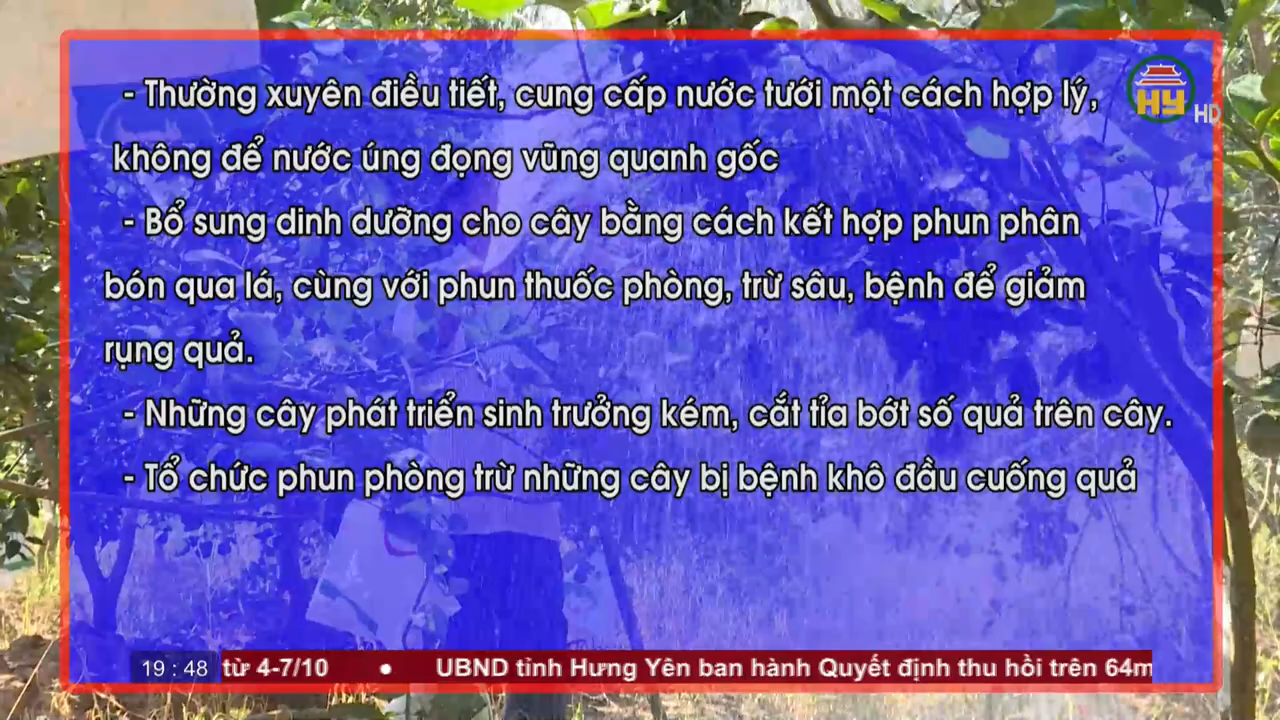 - Thường xuyên điều tiết, cung cấp nước tưới một cách hợp lý,
không để nước úng đọng vũng quanh gốc
- Bổ sung dinh dưỡng cho cây bằng cách kết hợp phun phân
bón qua lá, cùng với phun thuốc phòng, trừ sâu, bệnh để giảm
rụng quả.
- Những cây phát triển sinh trưởng kém, cắt tỉa bớt số quả trên cây.
- Tổ chức phun phòng trừ những cây bị bệnh khô đầu cuống quả
HY HD
19 : 48 từ 4-7/10 • UBND tỉnh Hưng Yên ban hành Quyết định thu hồi trên 64m